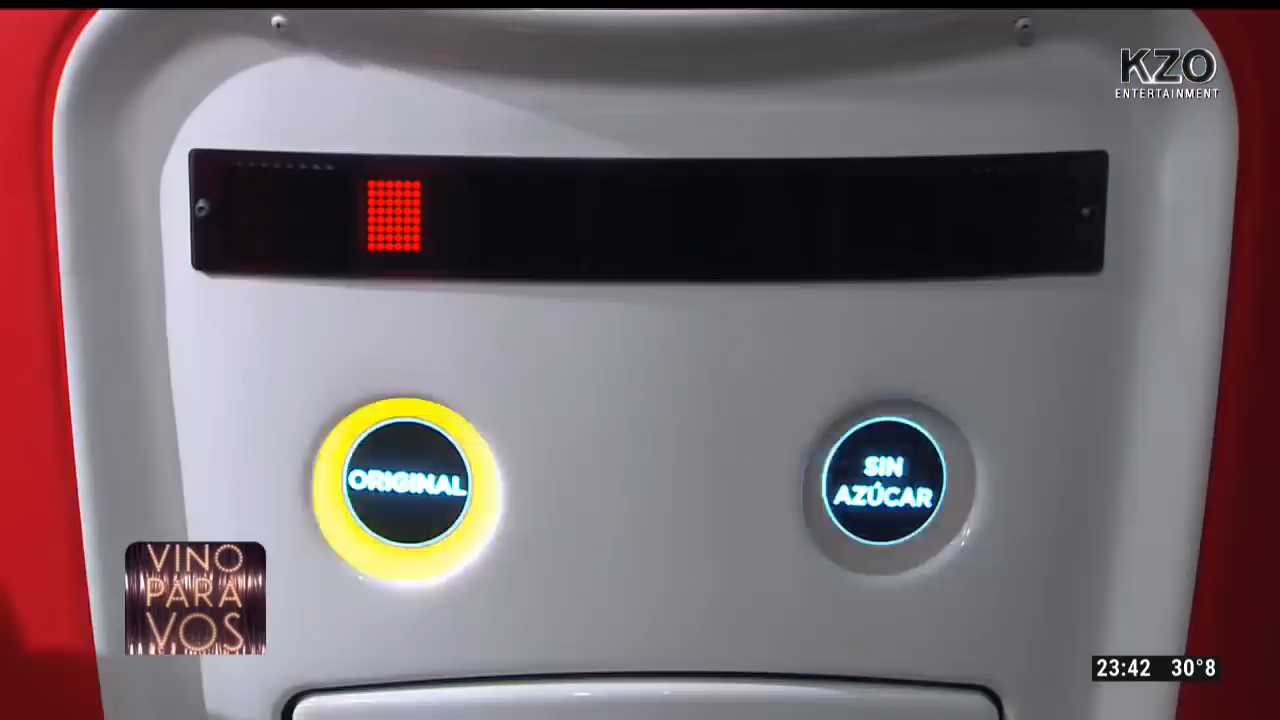 KZO
ENTERTAINMENT
ORIGINAL
SIN
AZÚCAR
VINO
PARA
VOS
23:42 30°8